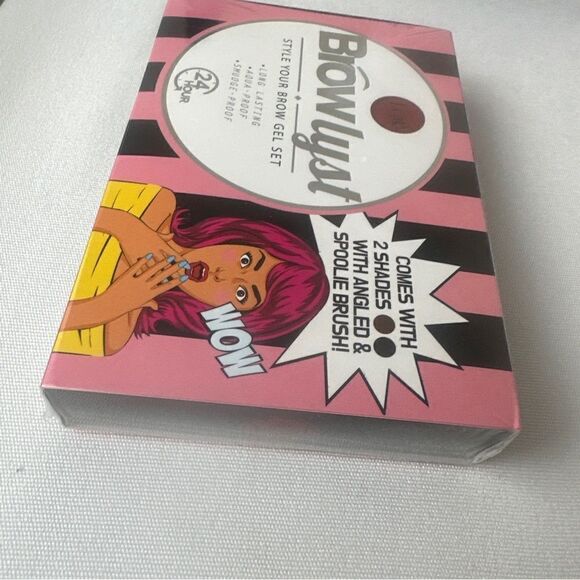 Browlyst
STYLE YOUR BROW GEL SET
• LONG LASTING
• AQUA-PROOF
• SMUDGE-PROOF
24
HOUR
COMES WITH
2 SHADES
WITH ANGLED &
SPOOLIE BRUSH!
WOW